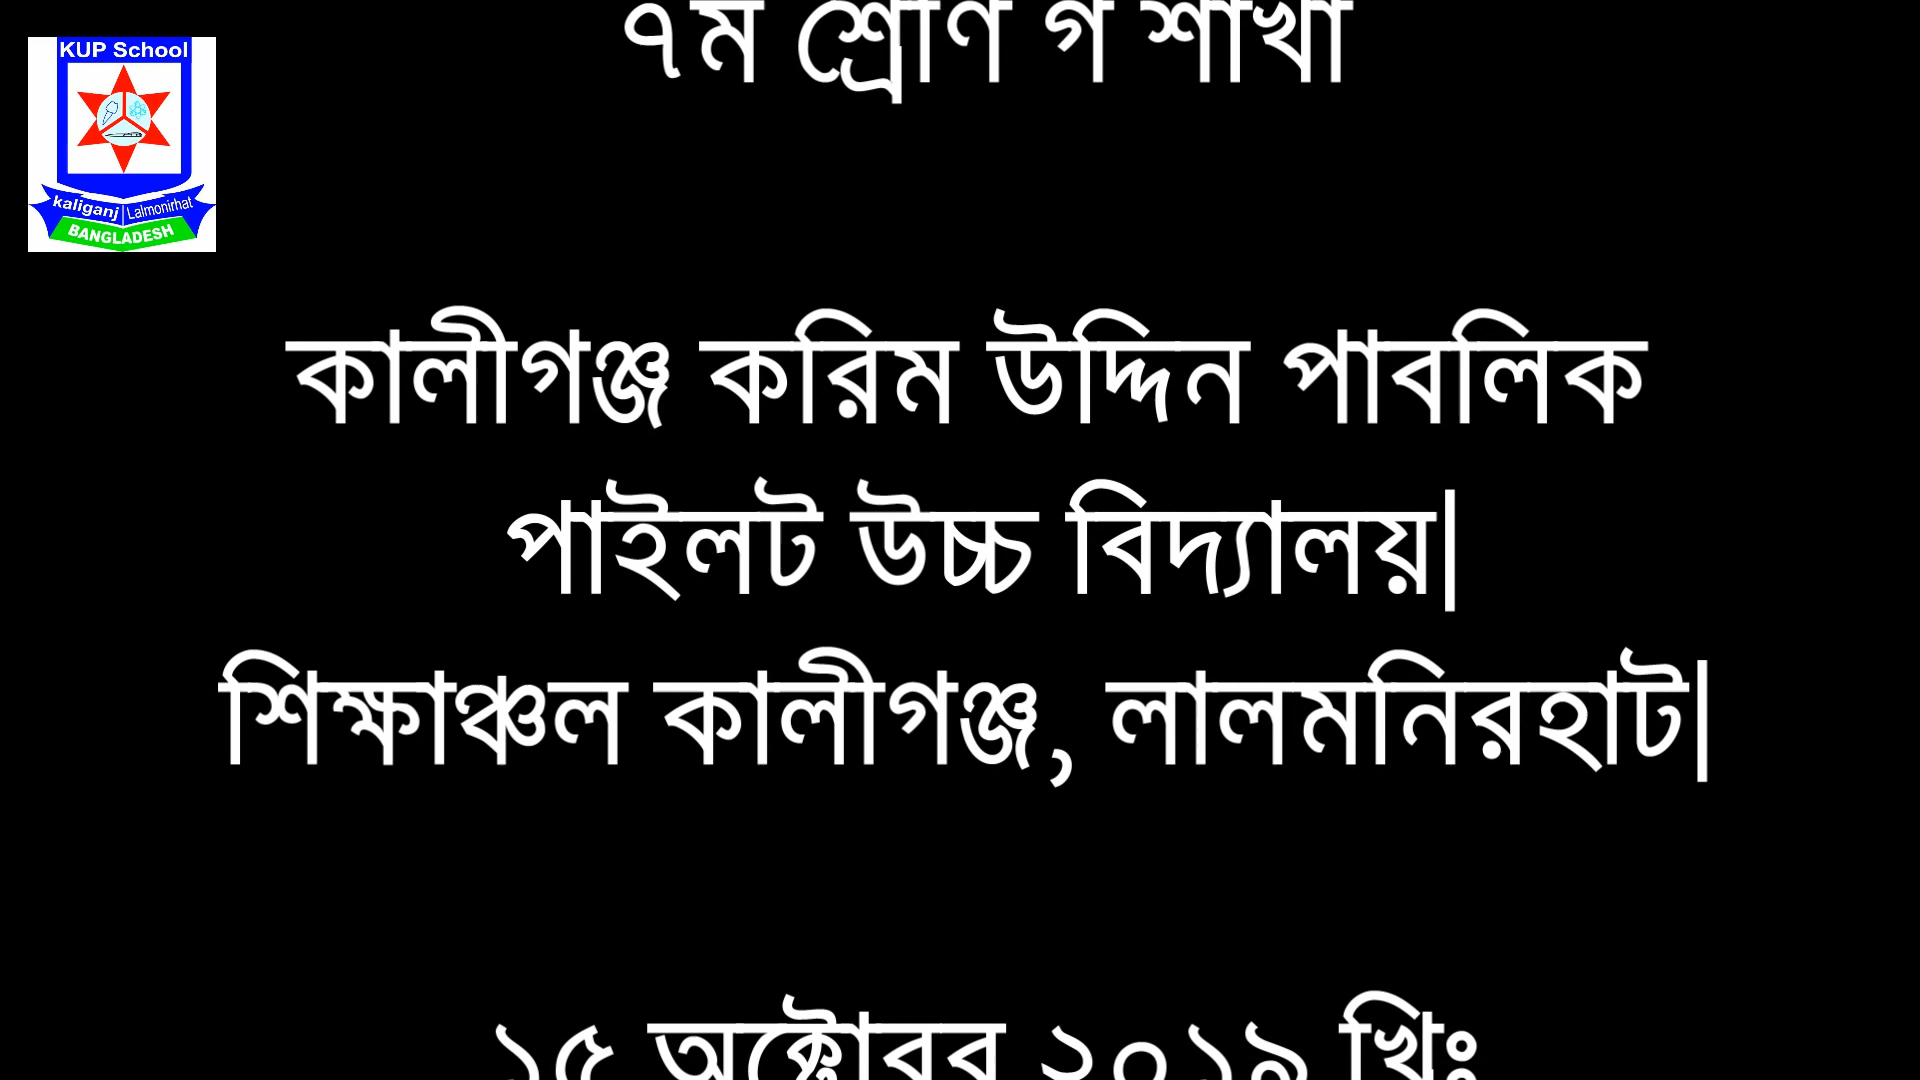 KUP School
kaliganj Lalmonirhat
BANGLADESH
৭ম শ্রেণি গ শাখা
কালীগঞ্জ করিম উদ্দিন পাবলিক
পাইলট উচ্চ বিদ্যালয়|
শিক্ষাঞ্চল কালীগঞ্জ, লালমনিরহাট|
১৫ অক্টোবর ২০১৯ খ্রিঃ